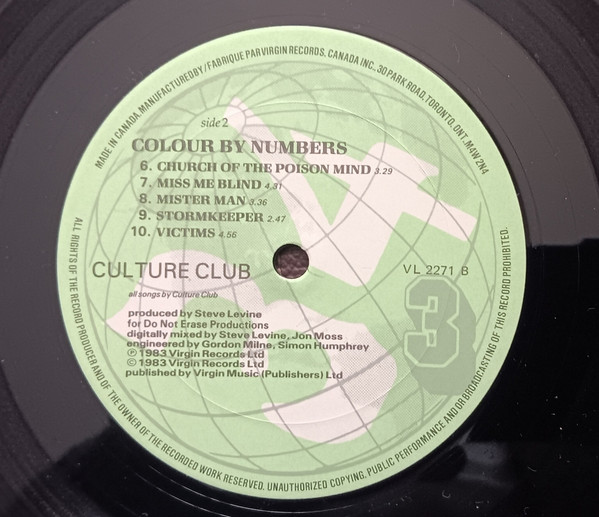 MADE IN CANADA. MANUFACTURED BY / FABRIQUE PAR VIRGIN RECORDS, CANADA INC., 30 PARK ROAD, TORONTO, ONT. M4W 2N4
side 2
COLOUR BY NUMBERS
6. CHURCH OF THE POISON MIND 3.29
7. MISS ME BLIND 4.31
8. MISTER MAN 3.36
9. STORMKEEPER 2.47
10. VICTIMS 4.56
CULTURE CLUB
VL 2271 B
all songs by Culture Club
produced by Steve Levine
for Do Not Erase Productions
digitally mixed by Steve Levine, Jon Moss
engineered by Gordon Milne, Simon Humphrey
℗ 1983 Virgin Records Ltd
© 1983 Virgin Records Ltd
published by Virgin Music (Publishers) Ltd
4
3
ALL RIGHTS OF THE RECORD PRODUCER AND OF THE OWNER OF THE RECORDED WORK RESERVED. UNAUTHORIZED COPYING, PUBLIC PERFORMANCE AND/OR BROADCASTING OF THIS RECORD PROHIBITED.